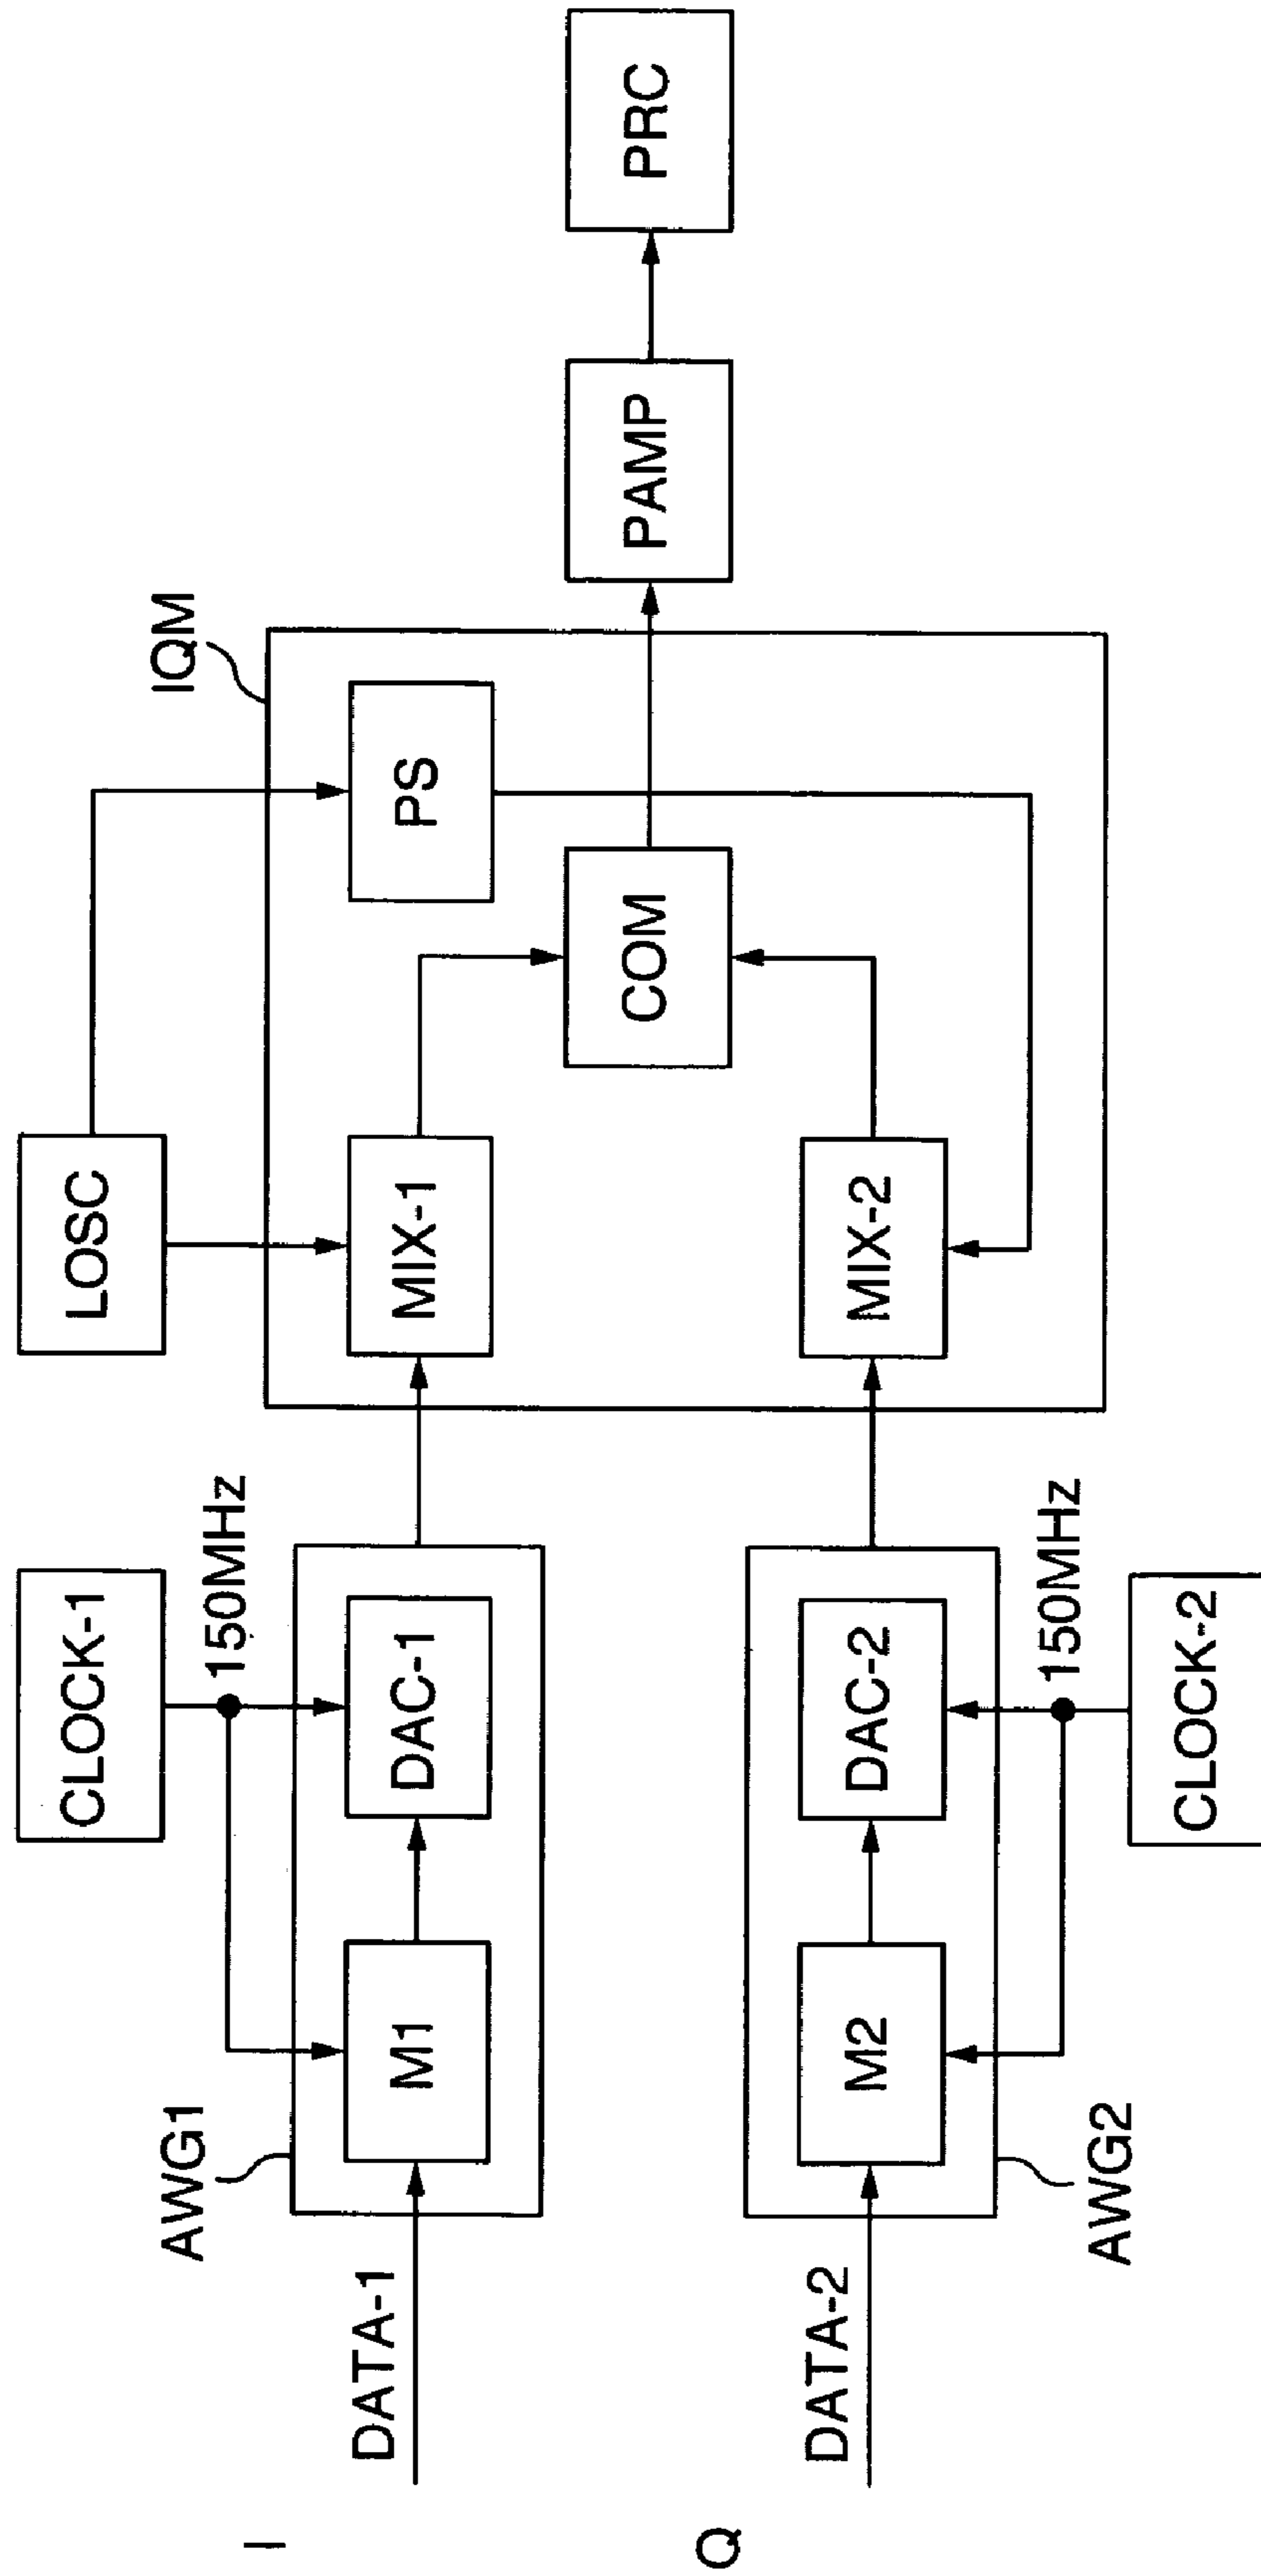 I
DATA-1
AWG1
M1
DAC-1
CLOCK-1
150MHz
LOSC
MIX-1
IQM
PS
COM
PAMP
PRC
Q
DATA-2
AWG2
M2
DAC-2
150MHz
CLOCK-2
MIX-2